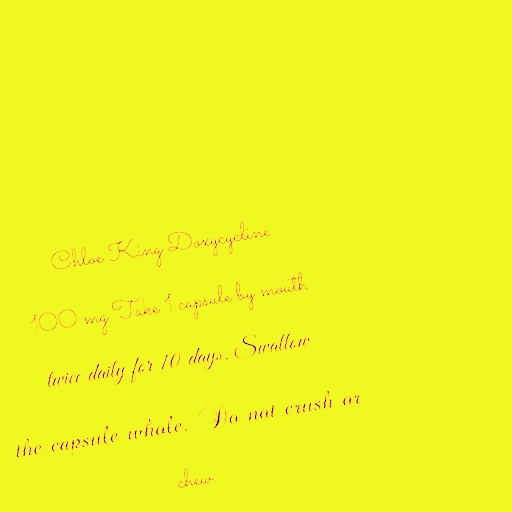 Chloe King Doxycycline
100 mg Take 1 capsule by mouth
twice daily for 10 days. Swallow
the capsule whole. Do not crush or
chew